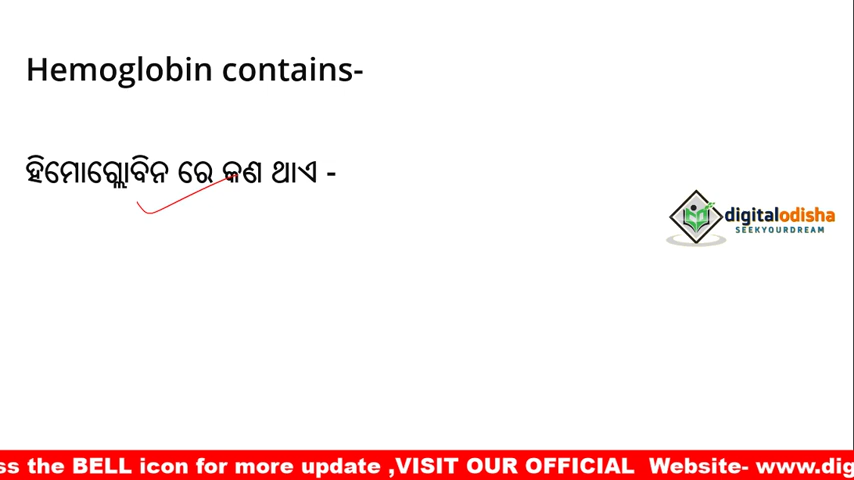 Hemoglobin contains-
ହିମୋଗ୍ଲୋବିନ ରେ କଣ ଥାଏ -
digitalodisha
SEEKYOURDREAM
ss the BELL icon for more update ,VISIT OUR OFFICIAL Website- www.dig